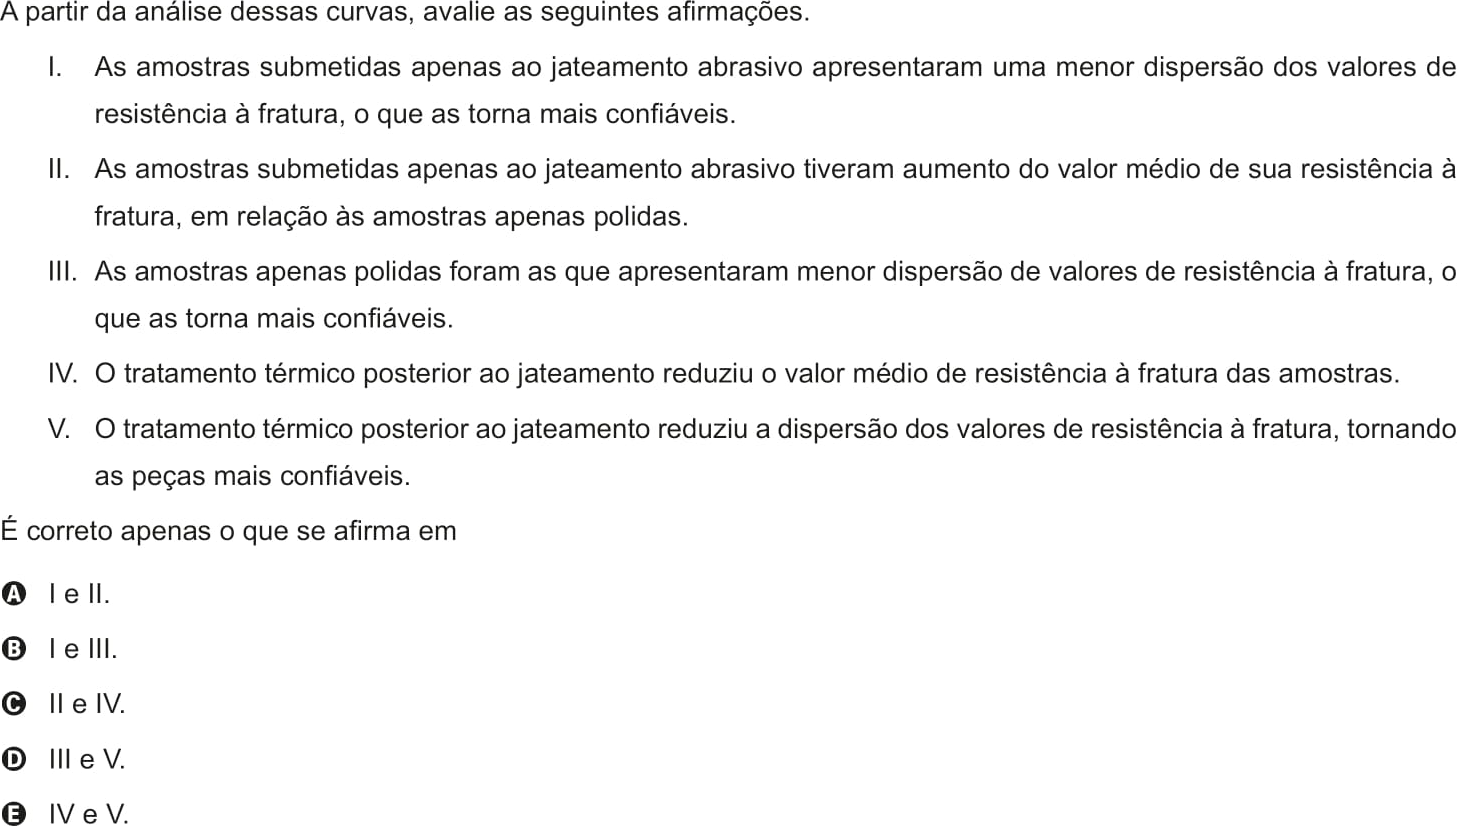 A partir da análise dessas curvas, avalie as seguintes afirmações.
I. As amostras submetidas apenas ao jateamento abrasivo apresentaram uma menor dispersão dos valores de
resistência à fratura, o que as torna mais confiáveis.
II. As amostras submetidas apenas ao jateamento abrasivo tiveram aumento do valor médio de sua resistência à
fratura, em relação às amostras apenas polidas.
III. As amostras apenas polidas foram as que apresentaram menor dispersão de valores de resistência à fratura, o
que as torna mais confiáveis.
IV. O tratamento térmico posterior ao jateamento reduziu o valor médio de resistência à fratura das amostras.
V. O tratamento térmico posterior ao jateamento reduziu a dispersão dos valores de resistência à fratura, tornando
as peças mais confiáveis.
É correto apenas o que se afirma em
A I e II.
B I e III.
C II e IV.
D III e V.
E IV e V.